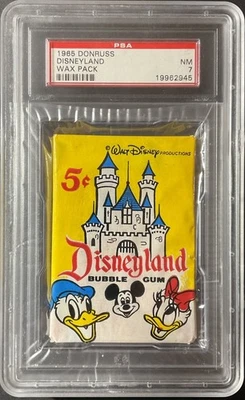 PSA
1965 DONRUSS
DISNEYLAND
WAX PACK
NM
7
19962945
© WALT DISNEY PRODUCTIONS
5¢
Disneyland
BUBBLE GUM